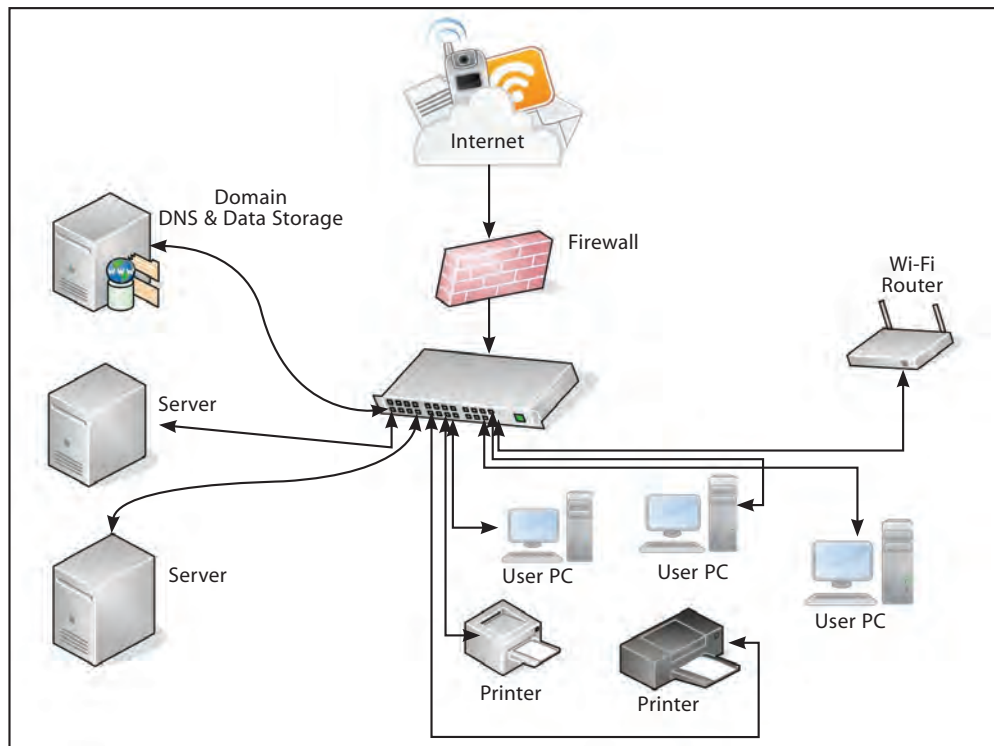 Internet
Domain
DNS & Data Storage
Firewall
Wi-Fi
Router
Server
Server
User PC
User PC
User PC
Printer
Printer